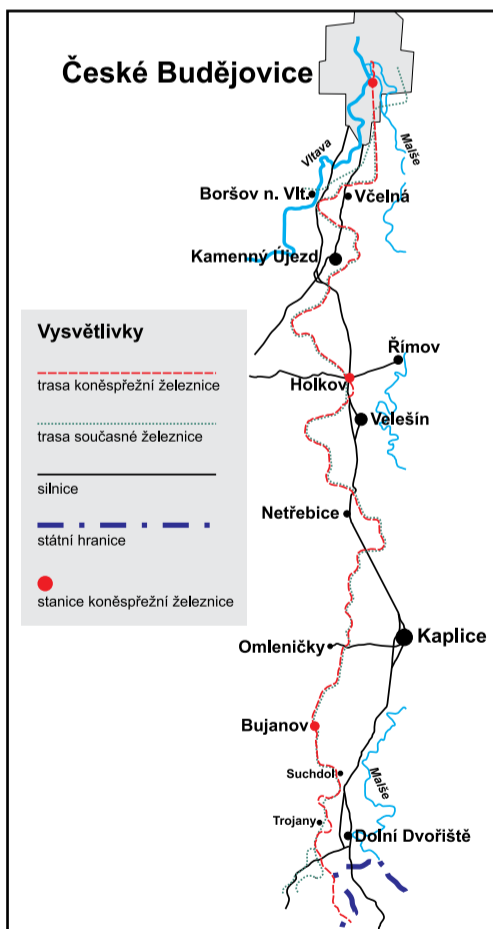 České Budějovice
Vltava
Malše
Boršov n. Vlt.
Včelná
Kamenný Újezd
Vysvětlivky
trasa koněspřežní železnice
trasa současné železnice
silnice
státní hranice
stanice koněspřežní železnice
Římov
Holkov
Velešín
Netřebice
Kaplice
Omleničky
Bujanov
Suchdol
Malše
Trojany
Dolní Dvořiště